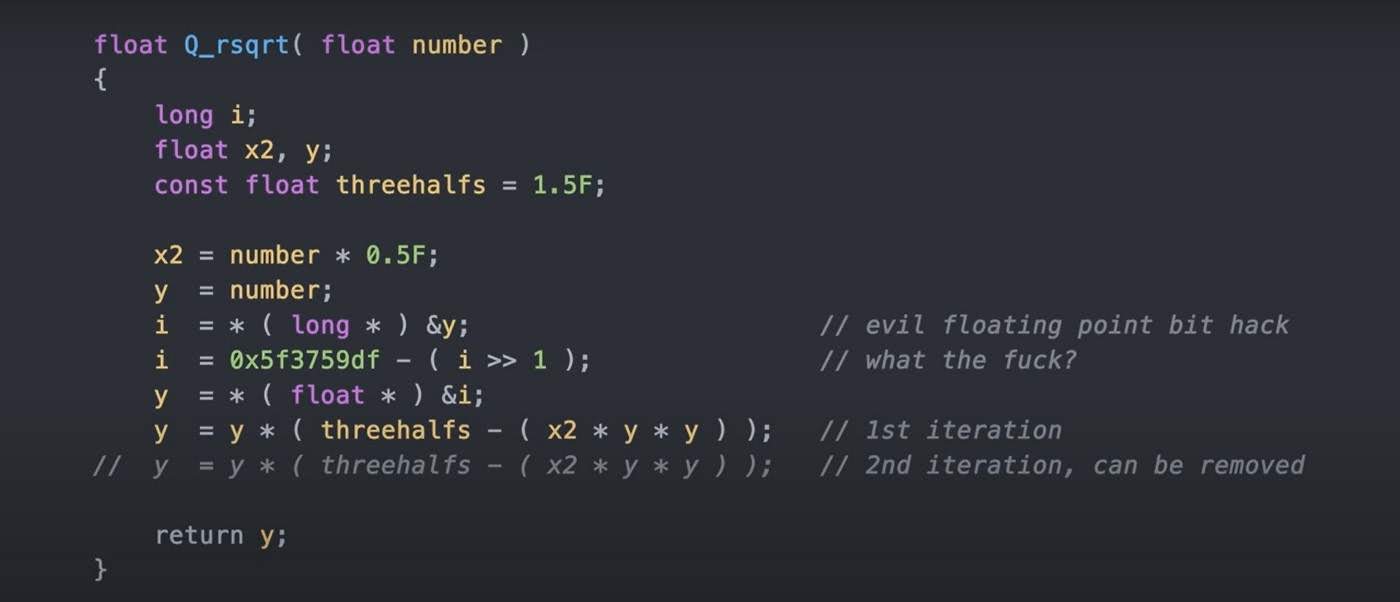 float Q_rsqrt( float number )
{
    long i;
    float x2, y;
    const float threehalfs = 1.5F;

    x2 = number * 0.5F;
    y  = number;
    i  = * ( long * ) &y;                       // evil floating point bit hack
    i  = 0x5f3759df - ( i >> 1 );               // what the fuck?
    y  = * ( float * ) &i;
    y  = y * ( threehalfs - ( x2 * y * y ) );   // 1st iteration
//  y  = y * ( threehalfs - ( x2 * y * y ) );   // 2nd iteration, can be removed

    return y;
}